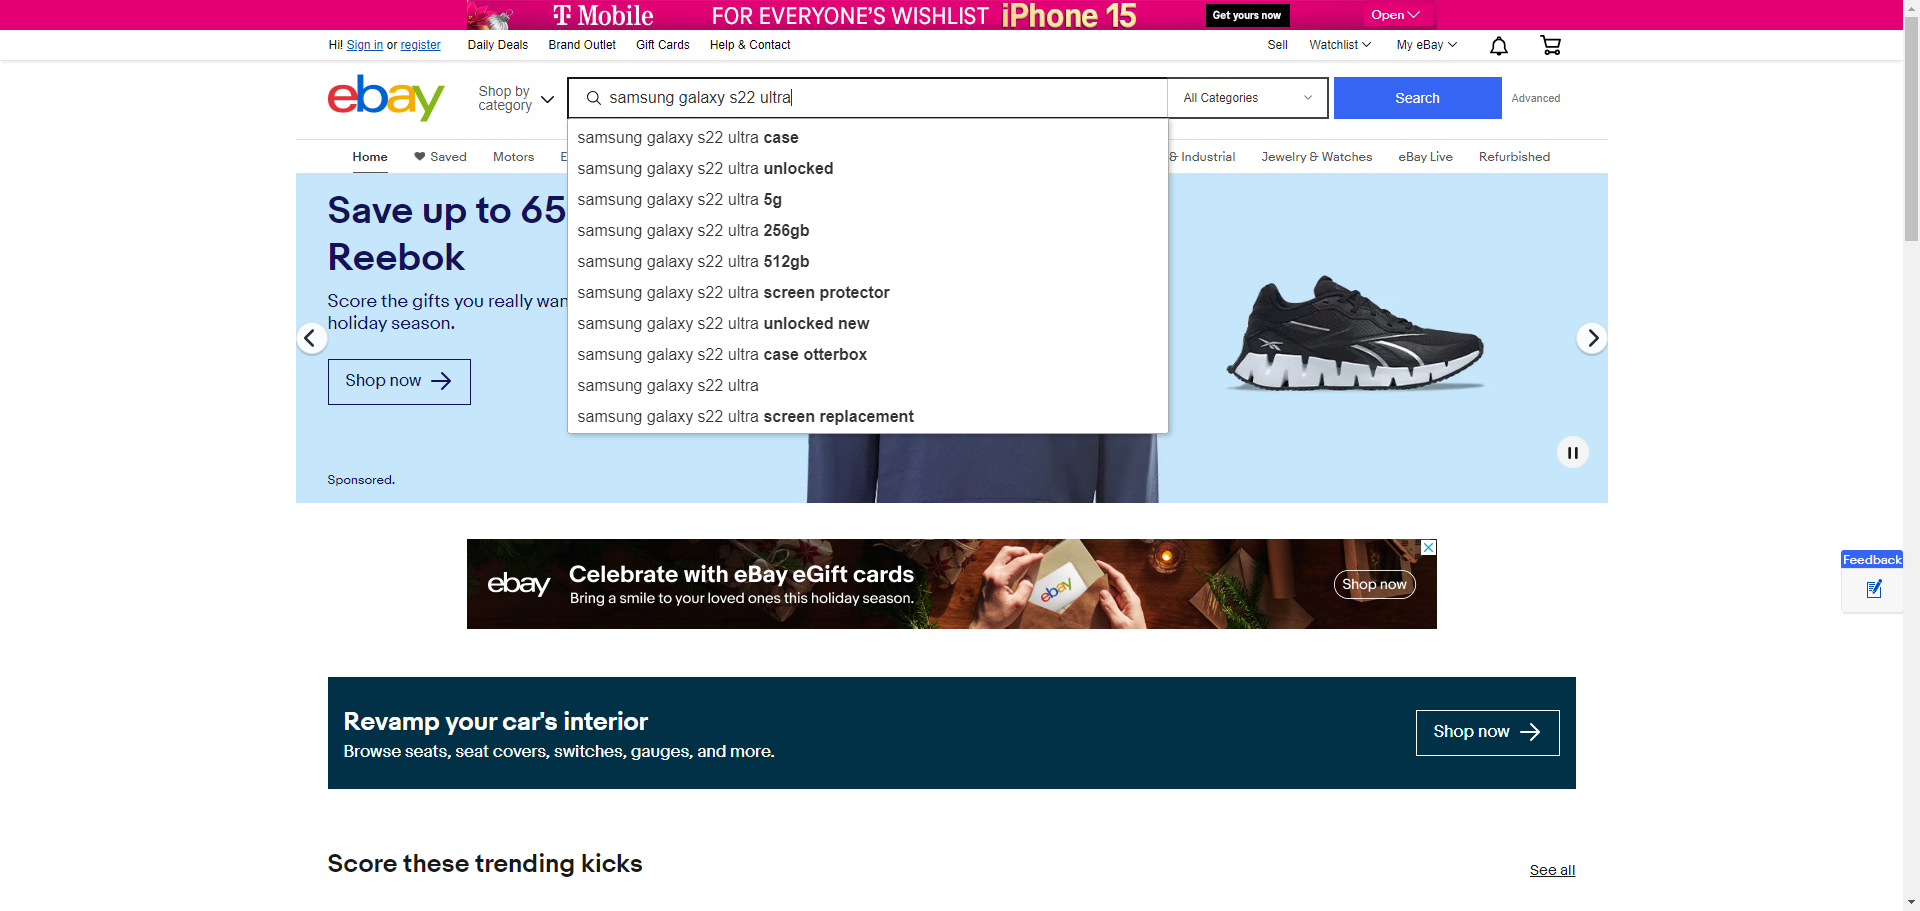 T Mobile FOR EVERYONE'S WISHLIST iPhone 15 Get yours now Open
Hi! Sign in or register Daily Deals Brand Outlet Gift Cards Help & Contact Sell Watchlist My eBay
ebay Shop by category samsung galaxy s22 ultra All Categories Search Advanced
samsung galaxy s22 ultra case
samsung galaxy s22 ultra unlocked
samsung galaxy s22 ultra 5g
samsung galaxy s22 ultra 256gb
samsung galaxy s22 ultra 512gb
samsung galaxy s22 ultra screen protector
samsung galaxy s22 ultra unlocked new
samsung galaxy s22 ultra case otterbox
samsung galaxy s22 ultra
samsung galaxy s22 ultra screen replacement
Home Saved Motors E & Industrial Jewelry & Watches eBay Live Refurbished
Save up to 65
Reebok
Score the gifts you really wan
holiday season.
Shop now
Sponsored.
ebay Celebrate with eBay eGift cards
Bring a smile to your loved ones this holiday season.
ebay
Shop now
Feedback
Revamp your car's interior
Browse seats, seat covers, switches, gauges, and more.
Shop now
Score these trending kicks
See all